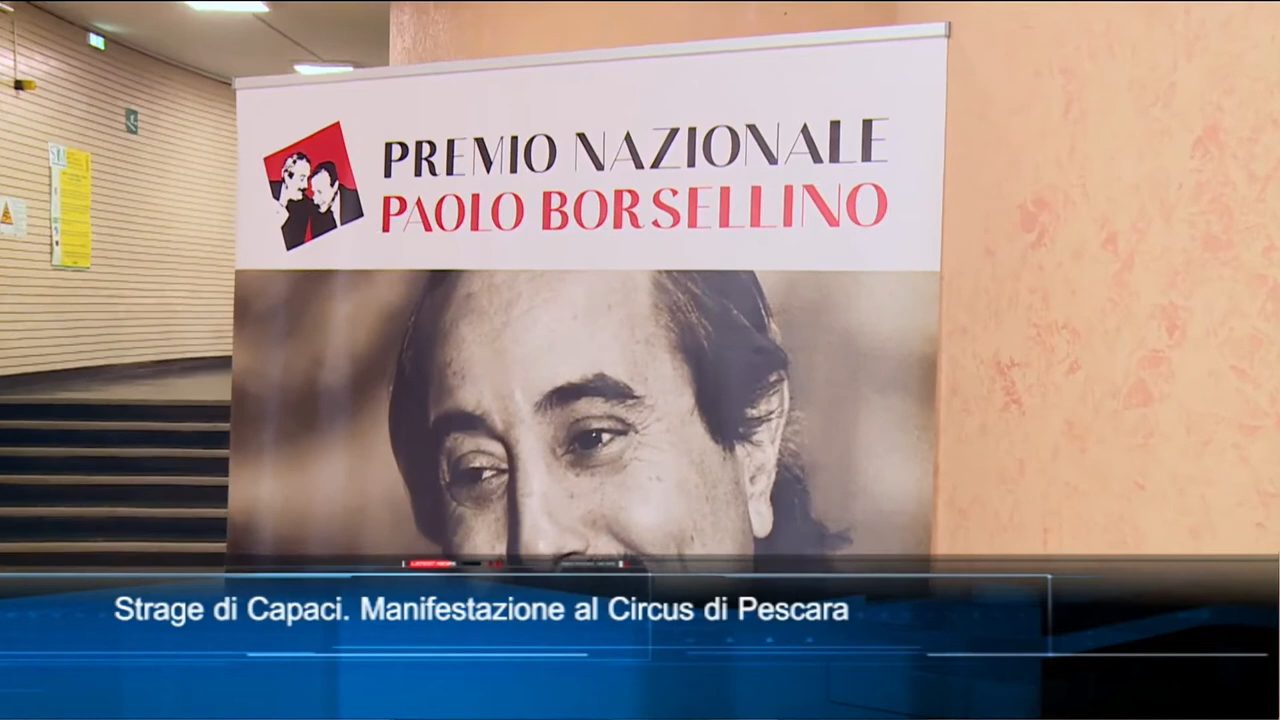 PREMIO NAZIONALE
PAOLO BORSELLINO
Strage di Capaci. Manifestazione al Circus di Pescara